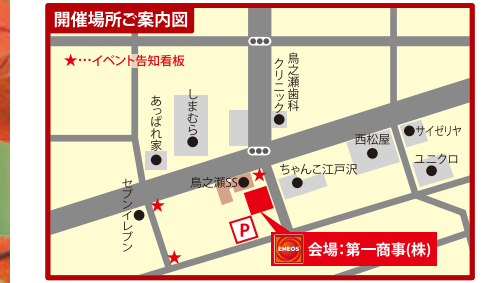 開催場所ご案内図
★…イベント告知看板
鳥之瀬歯科
クリニック
しまむら
あっぱれ家
西松屋
サイゼリヤ
ユニクロ
ちゃんこ江戸沢
鳥之瀬SS
セブンイレブン
P
ENEOS
会場:第一商事(株)